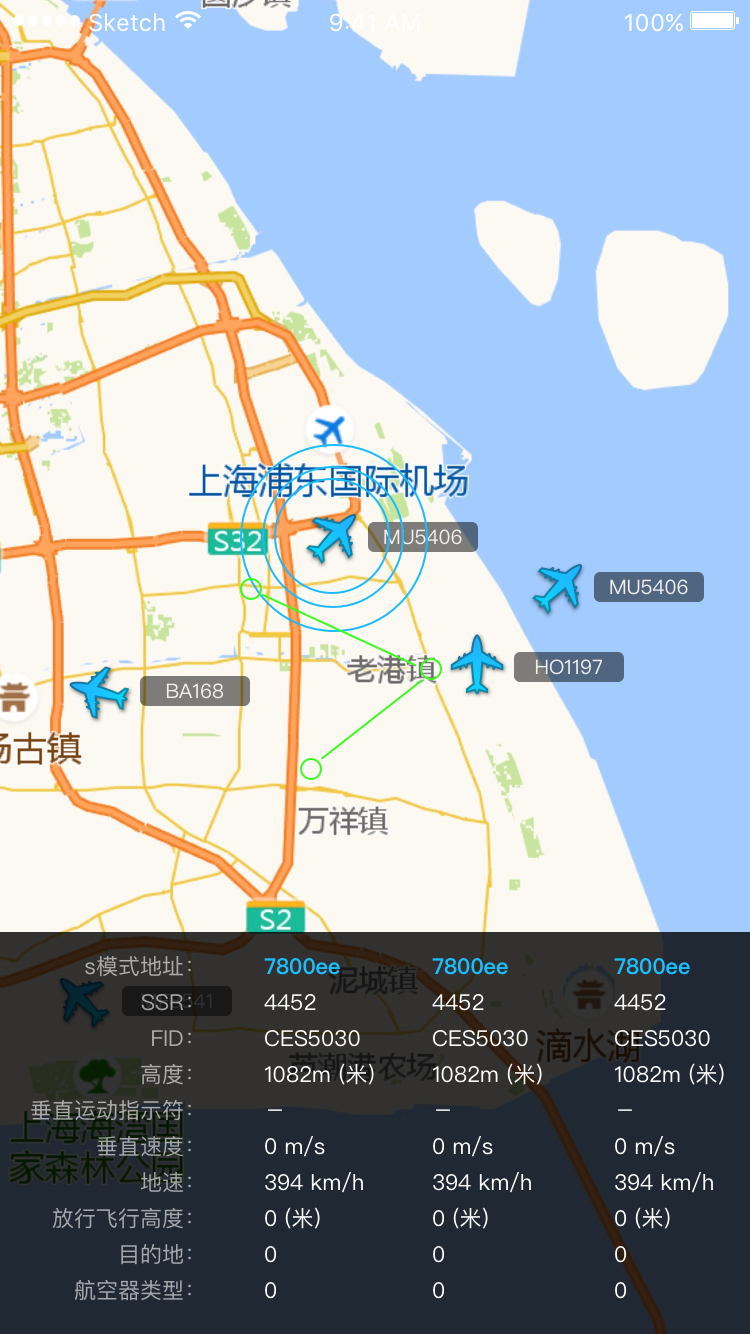 Sketch 9:41 AM 100%
上海浦东国际机场
S32
MU5406
MU5406
老港镇
HO1197
BA168
古镇
万祥镇
S2
s模式地址: 7800ee 7800ee 7800ee
泥城镇
SSR: 4452 4452 4452
FID: CES5030 CES5030 CES5030
滴水湖
高度: 1082m (米) 1082m (米) 1082m (米)
垂直运动指示符: – – –
上海海湾国
家森林公园
垂直速度: 0 m/s 0 m/s 0 m/s
地速: 394 km/h 394 km/h 394 km/h
放行飞行高度: 0 (米) 0 (米) 0 (米)
目的地: 0 0 0
航空器类型: 0 0 0